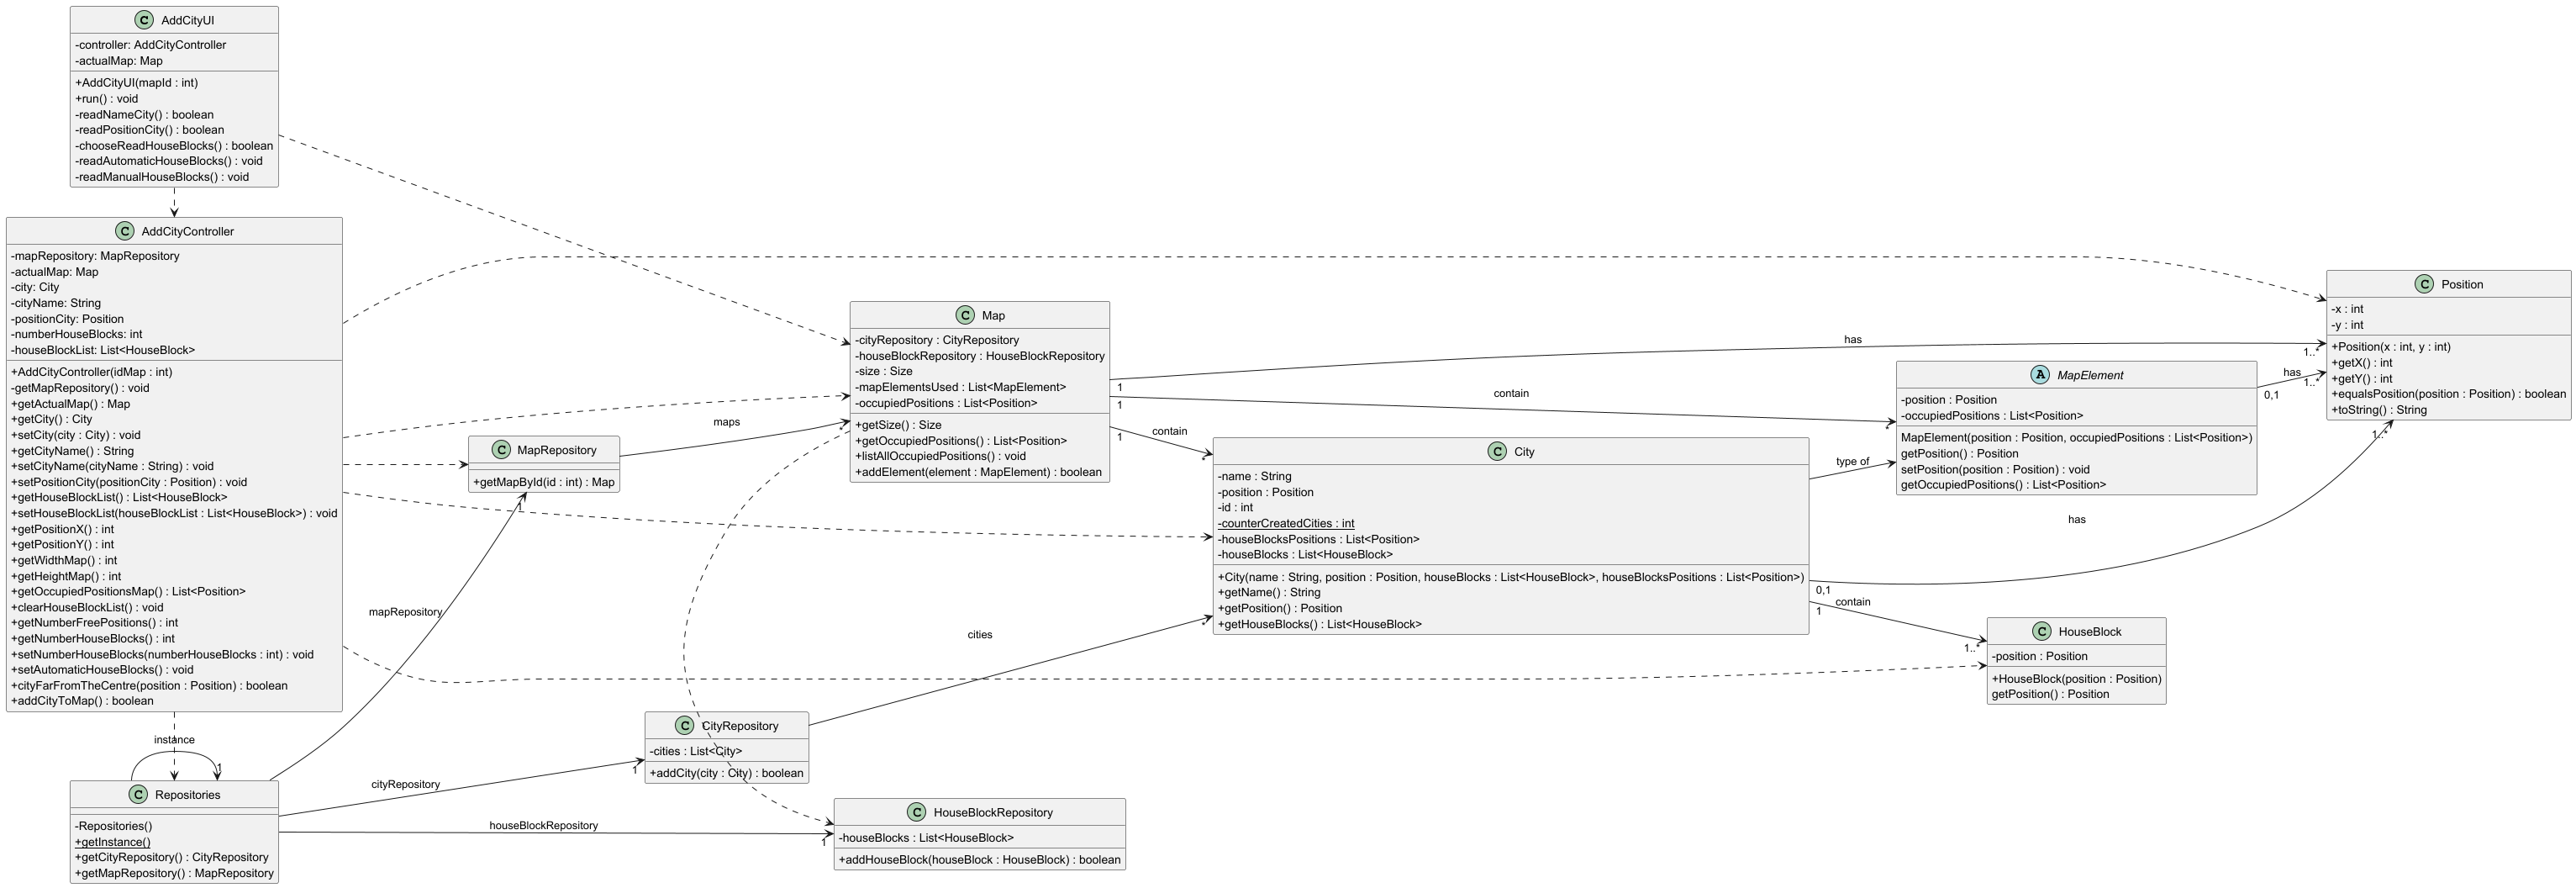 C AddCityUI
-controller: AddCityController
-actualMap: Map
+AddCityUI(mapId : int)
+run() : void
-readNameCity() : boolean
-readPositionCity() : boolean
-chooseReadHouseBlocks() : boolean
-readAutomaticHouseBlocks() : void
-readManualHouseBlocks() : void
C AddCityController
-mapRepository: MapRepository
-actualMap: Map
-city: City
-cityName: String
-positionCity: Position
-numberHouseBlocks: int
-houseBlockList: List<HouseBlock>
+AddCityController(idMap : int)
-getMapRepository() : void
+getActualMap() : Map
+getCity() : City
+setCity(city : City) : void
+getCityName() : String
+setCityName(cityName : String) : void
+setPositionCity(positionCity : Position) : void
+getHouseBlockList() : List<HouseBlock>
+setHouseBlockList(houseBlockList : List<HouseBlock>) : void
+getPositionX() : int
+getPositionY() : int
+getWidthMap() : int
+getHeightMap() : int
+getOccupiedPositionsMap() : List<Position>
+clearHouseBlockList() : void
+getNumberFreePositions() : int
+getNumberHouseBlocks() : int
+setNumberHouseBlocks(numberHouseBlocks : int) : void
+setAutomaticHouseBlocks() : void
+cityFarFromTheCentre(position : Position) : boolean
+addCityToMap() : boolean
instance
1
C Repositories
-Repositories()
+getInstance()
+getCityRepository() : CityRepository
+getMapRepository() : MapRepository
mapRepository
1
cityRepository
1
houseBlockRepository
1
C MapRepository
+getMapById(id : int) : Map
maps
*
C CityRepository
-cities : List<City>
+addCity(city : City) : boolean
cities
*
C HouseBlockRepository
-houseBlocks : List<HouseBlock>
+addHouseBlock(houseBlock : HouseBlock) : boolean
C Map
-cityRepository : CityRepository
-houseBlockRepository : HouseBlockRepository
-size : Size
-mapElementsUsed : List<MapElement>
-occupiedPositions : List<Position>
+getSize() : Size
+getOccupiedPositions() : List<Position>
+listAllOccupiedPositions() : void
+addElement(element : MapElement) : boolean
1
has
1..*
1
contain
*
1
contain
*
C City
-name : String
-position : Position
-id : int
-counterCreatedCities : int
-houseBlocksPositions : List<Position>
-houseBlocks : List<HouseBlock>
+City(name : String, position : Position, houseBlocks : List<HouseBlock>, houseBlocksPositions : List<Position>)
+getName() : String
+getPosition() : Position
+getHouseBlocks() : List<HouseBlock>
type of
0,1
has
1..*
1
contain
1..*
A MapElement
-position : Position
-occupiedPositions : List<Position>
MapElement(position : Position, occupiedPositions : List<Position>)
getPosition() : Position
setPosition(position : Position) : void
getOccupiedPositions() : List<Position>
0,1
has
1..*
C HouseBlock
-position : Position
+HouseBlock(position : Position)
getPosition() : Position
C Position
-x : int
-y : int
+Position(x : int, y : int)
+getX() : int
+getY() : int
+equalsPosition(position : Position) : boolean
+toString() : String